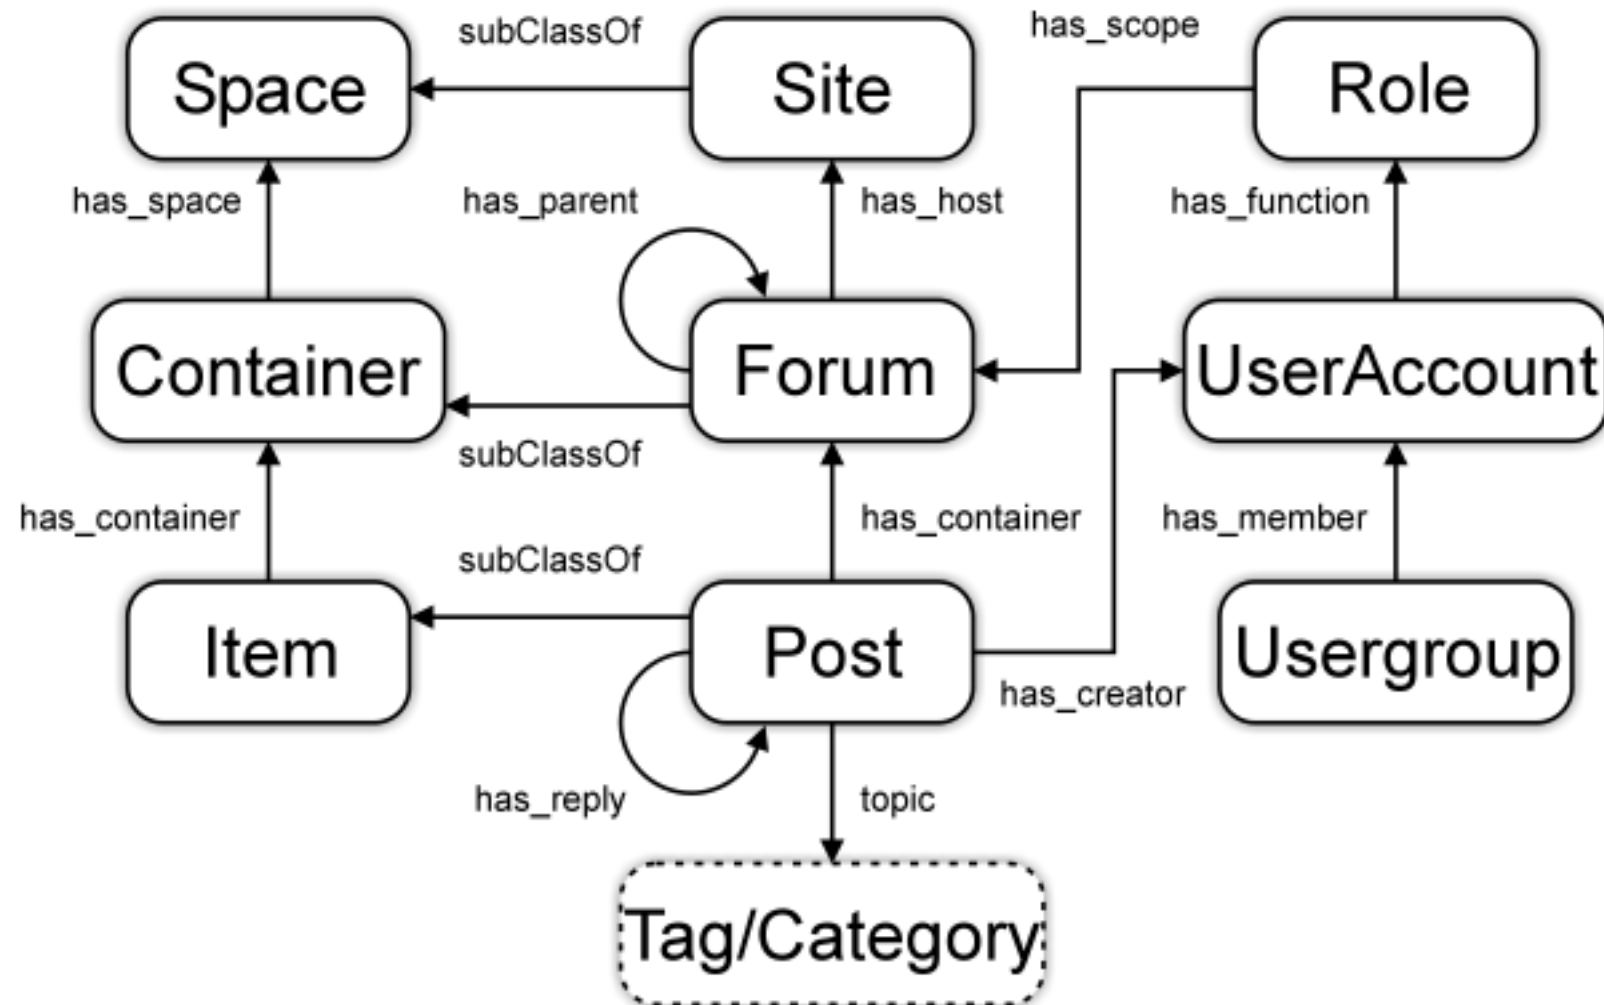 subClassOf
has_scope
Space
Site
Role
has_space
has_parent
has_host
has_function
Container
Forum
UserAccount
subClassOf
has_container
has_container
has_member
subClassOf
Item
Post
Usergroup
has_creator
has_reply
topic
Tag/Category